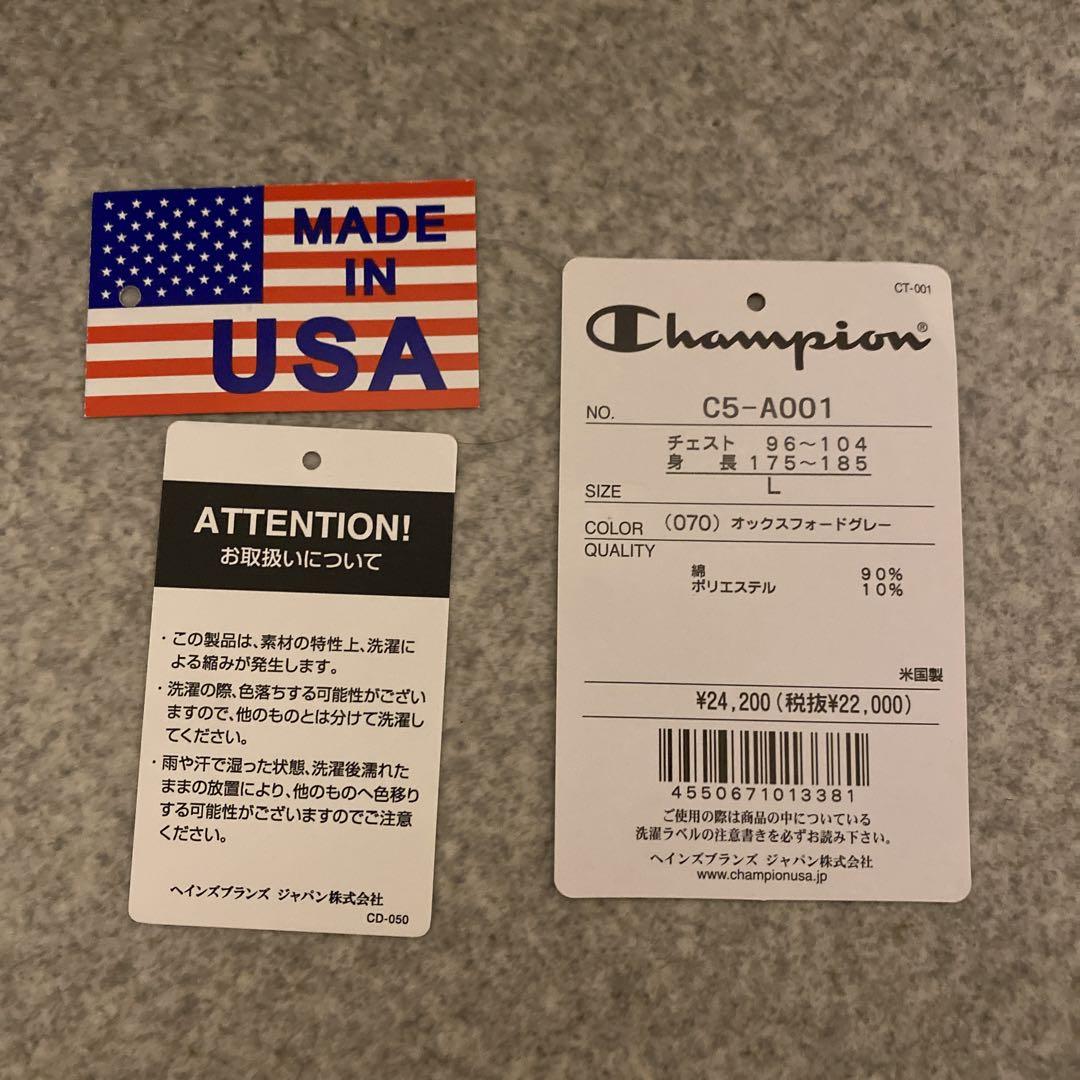 MADE
IN
USA
ATTENTION!
お取扱いについて
・この製品は、素材の特性上、洗濯に
よる縮みが発生します。
・洗濯の際、色落ちする可能性がござい
ますので、他のものとは分けて洗濯し
てください。
・雨や汗で湿った状態、洗濯後濡れた
ままの放置により、他のものへ色移り
する可能性がございますのでご注意
ください。
ヘインズブランズ ジャパン株式会社
CD-050
CT-001
Champion®
NO. C5-A001
チェスト 96～104
身 長 175～185
SIZE L
COLOR (070) オックスフォードグレー
QUALITY
綿 90%
ポリエステル 10%
米国製
¥24,200(税抜¥22,000)
4550671013381
ご使用の際は商品の中についている
洗濯ラベルの注意書きを必ずお読み下さい。
ヘインズブランズ ジャパン株式会社
www.championusa.jp